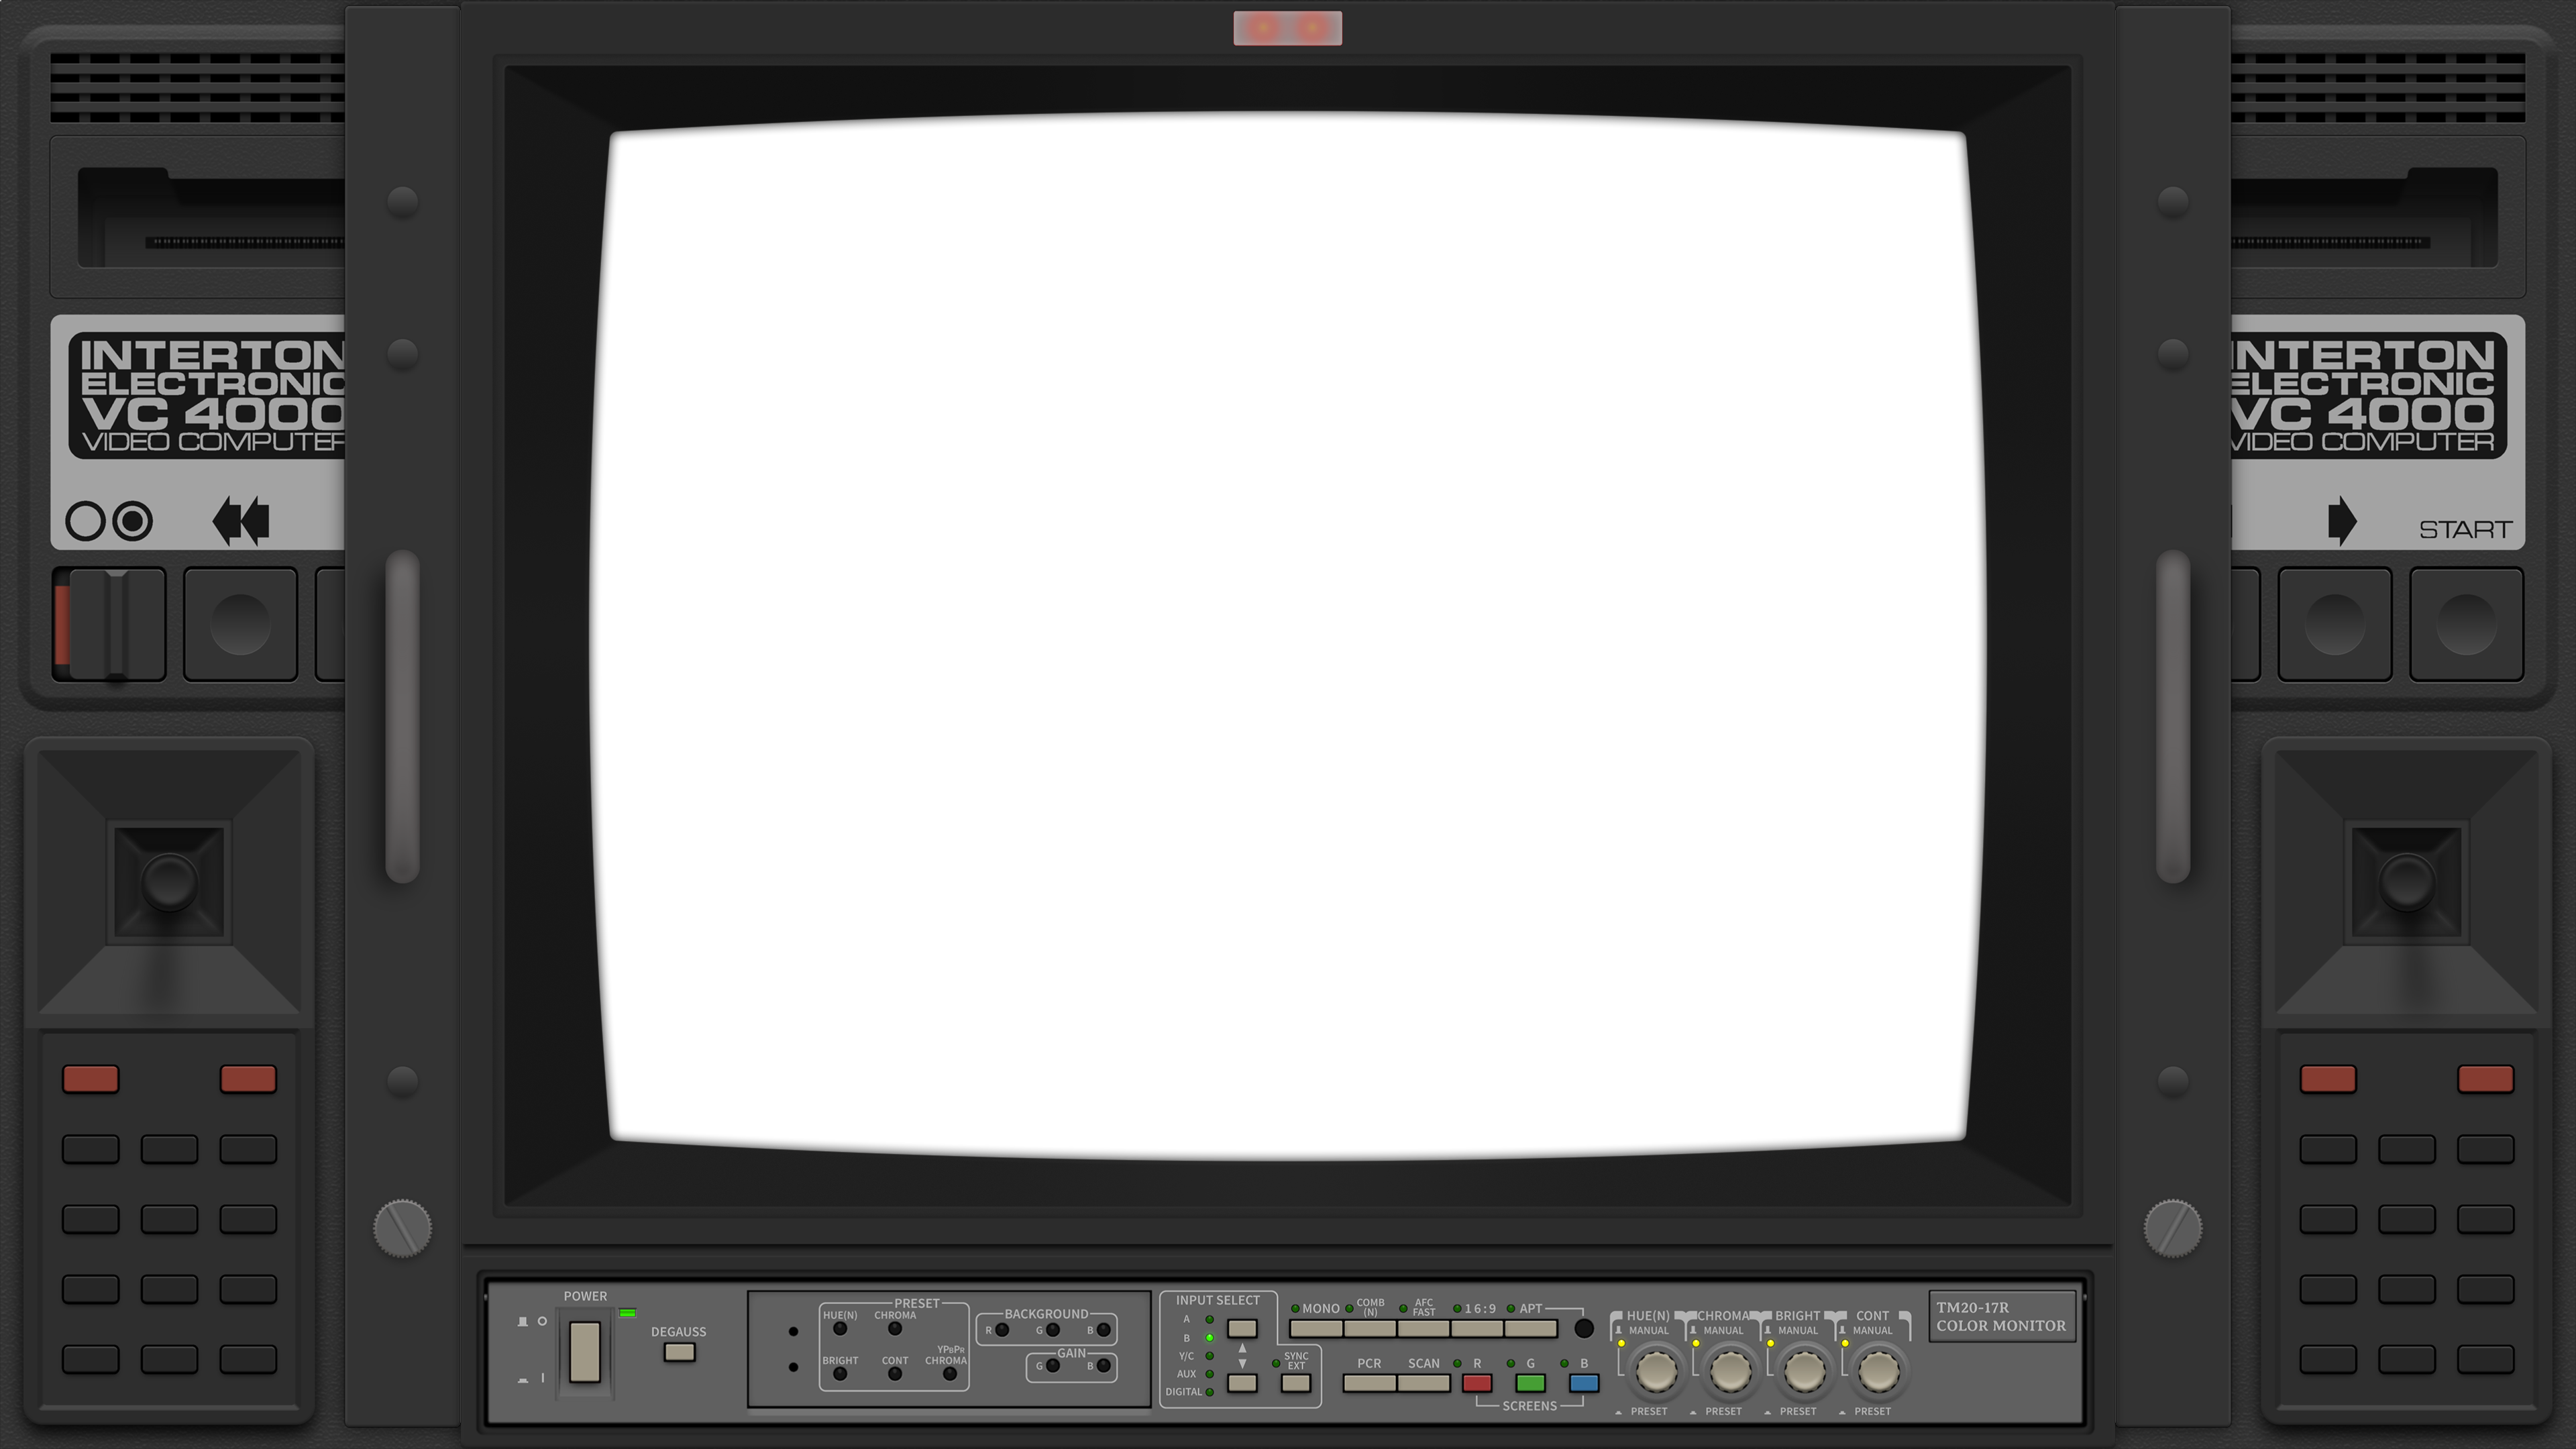 INTERTON
ELECTRONIC
VC 4000
VIDEO COMPUTER
INTERTON
ELECTRONIC
VC 4000
VIDEO COMPUTER
START
POWER
DEGAUSS
PRESET
HUE(N) CHROMA
BRIGHT CONT YPBPR CHROMA
BACKGROUND
R G B
GAIN
G B
INPUT SELECT
A
B
Y/C
AUX
DIGITAL
SYNC
EXT
MONO COMB (N) AFC FAST 16:9 APT
PCR SCAN R G B
SCREENS
HUE(N) CHROMA BRIGHT CONT
MANUAL MANUAL MANUAL MANUAL
PRESET PRESET PRESET PRESET
TM20-17R
COLOR MONITOR